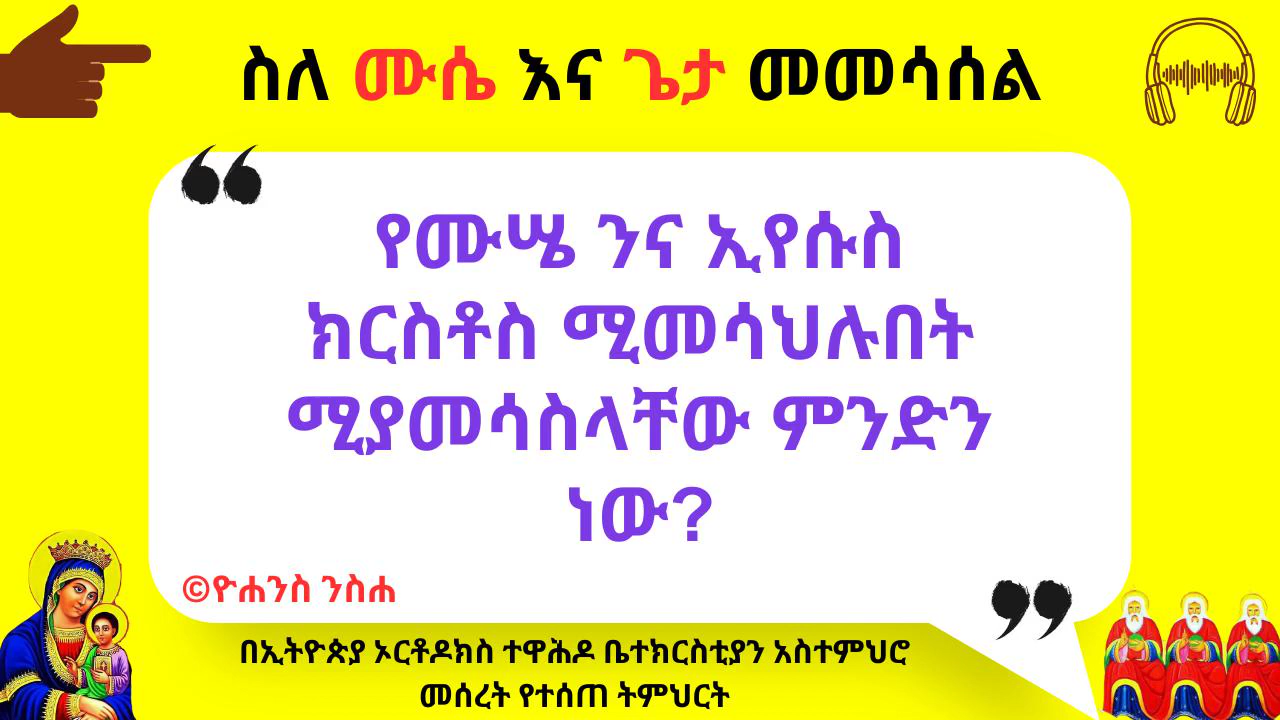 ስለ ሙሴ እና ጌታ መመሳሰል
የሙሤ ንና ኢየሱስ
ክርስቶስ ሚመሳህሉበት
ሚያመሳስላቸው ምንድን
ነው?
©ዮሐንስ ንስሐ
በኢትዮጵያ ኦርቶዶክስ ተዋሕዶ ቤተክርስቲያን አስተምህሮ
መሰረት የተሰጠ ትምህርት